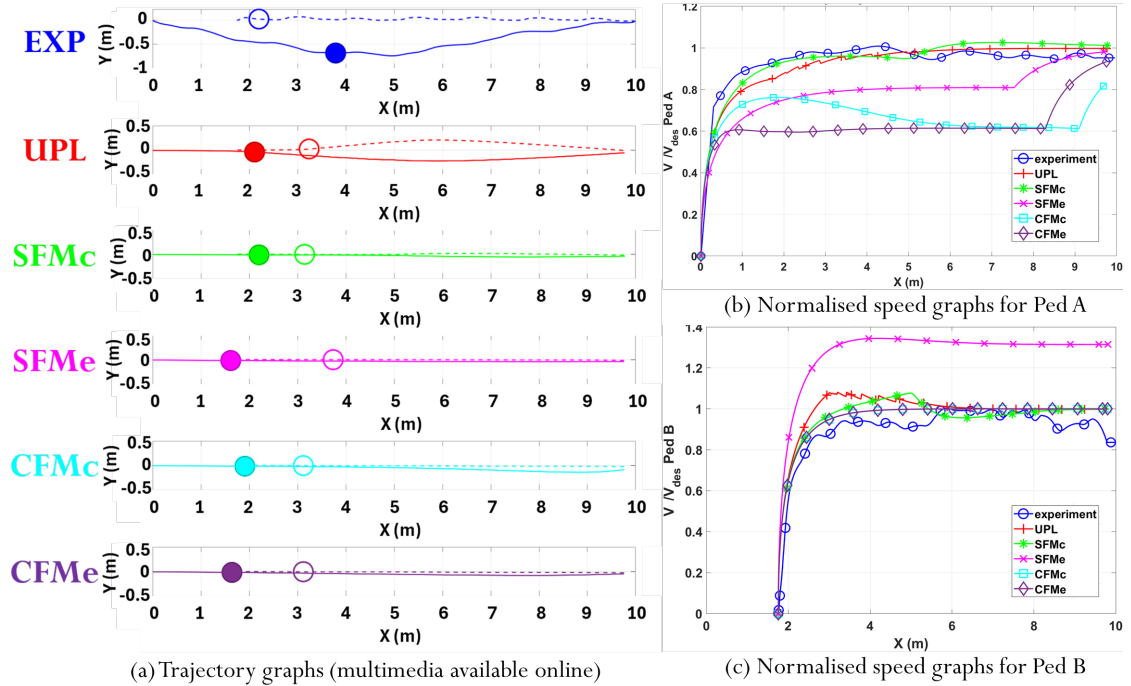 EXP
Y (m)
0
-0.5
-1
0 1 2 3 4 5 6 7 8 9 10
X (m)
UPL
Y (m)
0.5
0
-0.5
0 1 2 3 4 5 6 7 8 9 10
X (m)
SFMc
Y (m)
0.5
0
-0.5
0 1 2 3 4 5 6 7 8 9 10
X (m)
SFMe
Y (m)
0.5
0
-0.5
0 1 2 3 4 5 6 7 8 9 10
X (m)
CFMc
Y (m)
0.5
0
-0.5
0 1 2 3 4 5 6 7 8 9 10
X (m)
CFMe
Y (m)
0.5
0
-0.5
0 1 2 3 4 5 6 7 8 9 10
X (m)
(a) Trajectory graphs (multimedia available online)
V /Vdes Ped A
1.2
1
0.8
0.6
0.4
0.2
0
experiment
UPL
SFMc
SFMe
CFMc
CFMe
0 1 2 3 4 5 6 7 8 9 10
X (m)
(b) Normalised speed graphs for Ped A
V /Vdes Ped B
1.4
1.2
1
0.8
0.6
0.4
0.2
0
experiment
UPL
SFMc
SFMe
CFMc
CFMe
0 2 4 6 8 10
X (m)
(c) Normalised speed graphs for Ped B